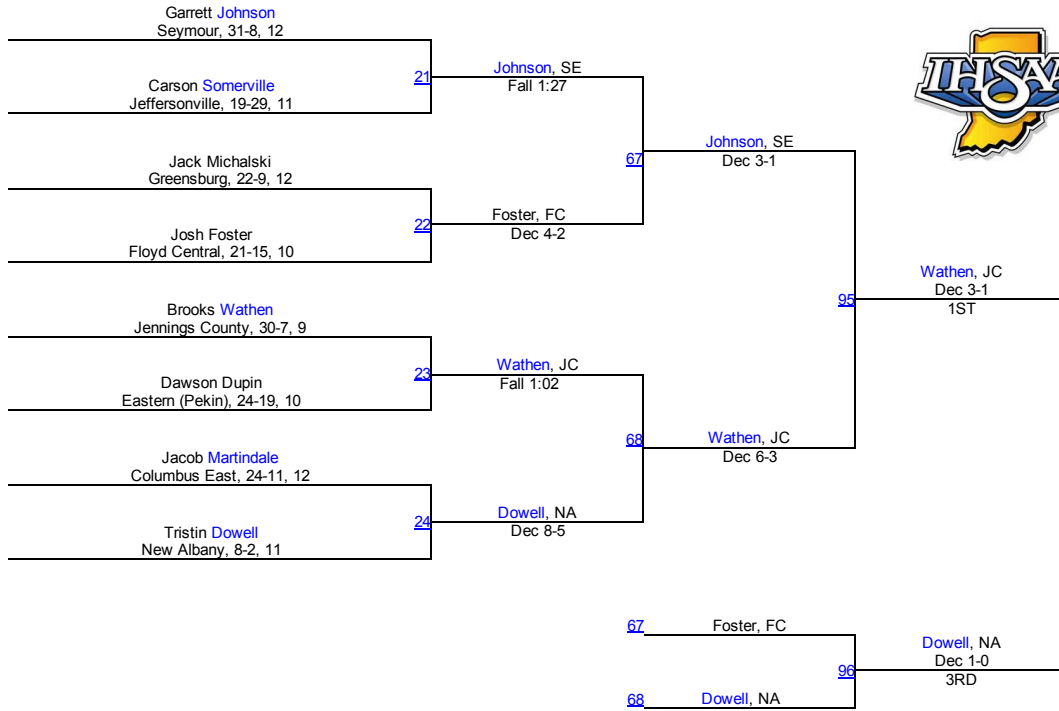 Garrett Johnson
Seymour, 31-8, 12
Carson Somerville
Jeffersonville, 19-29, 11
Jack Michalski
Greensburg, 22-9, 12
Josh Foster
Floyd Central, 21-15, 10
Brooks Wathen
Jennings County, 30-7, 9
Dawson Dupin
Eastern (Pekin), 24-19, 10
Jacob Martindale
Columbus East, 24-11, 12
Tristin Dowell
New Albany, 8-2, 11
21
Johnson, SE
Fall 1:27
22
Foster, FC
Dec 4-2
23
Wathen, JC
Fall 1:02
24
Dowell, NA
Dec 8-5
67
Johnson, SE
Dec 3-1
68
Wathen, JC
Dec 6-3
95
Wathen, JC
Dec 3-1
1ST
67
Foster, FC
68
Dowell, NA
96
Dowell, NA
Dec 1-0
3RD
IHSAA